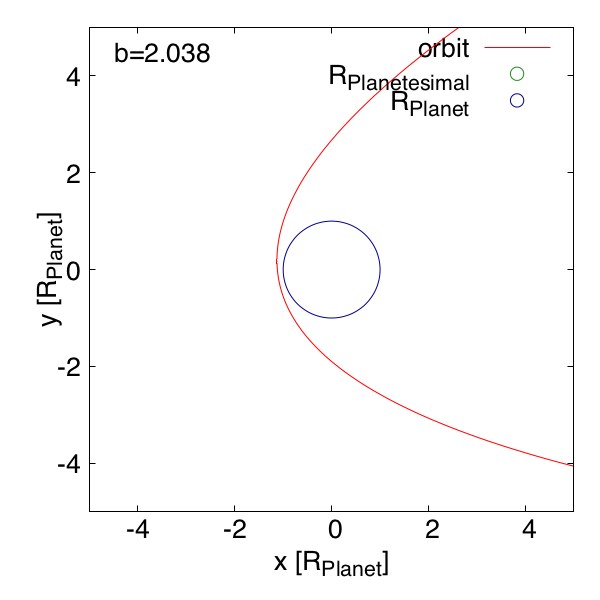 b=2.038
orbit
RPlanetesimal
RPlanet
4
2
0
-2
-4
y [RPlanet]
-4 -2 0 2 4
x [RPlanet]